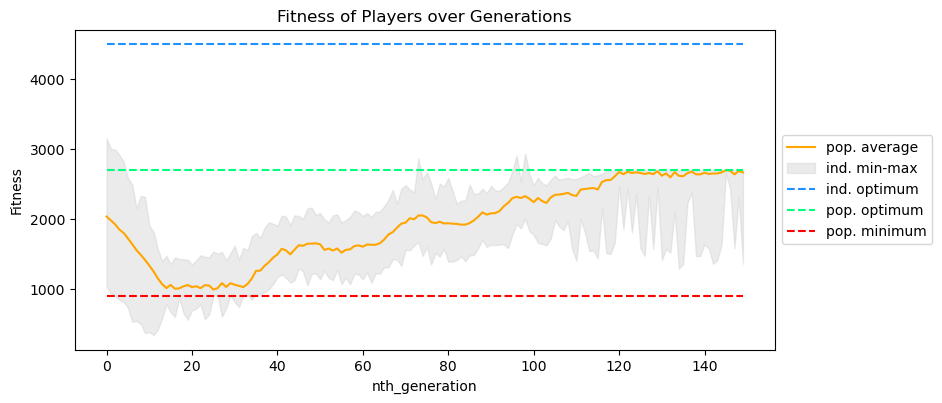 Fitness of Players over Generations
Fitness
4000
3000
2000
1000
0
20
40
60
80
100
120
140
nth_generation
pop. average
ind. min-max
ind. optimum
pop. optimum
pop. minimum